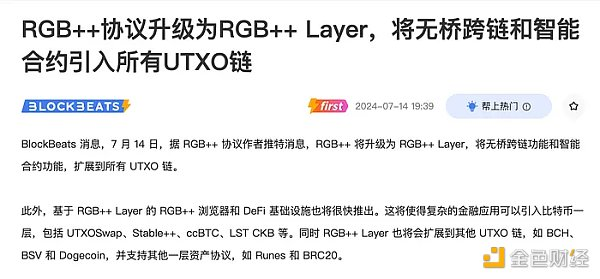 RGB++协议升级为RGB++ Layer，将无桥跨链和智能
合约引入所有UTXO链
BLOCKBEATS
first
2024-07-14 19:39
帮上热门
BlockBeats 消息，7 月 14 日，据 RGB++ 协议作者推特消息，RGB++ 将升级为 RGB++ Layer，将无桥跨链功能和智能
合约功能，扩展到所有 UTXO 链。
此外，基于 RGB++ Layer 的 RGB++ 浏览器和 DeFi 基础设施也将很快推出。这将使得复杂的金融应用可以引入比特币一
层，包括 UTXOSwap、Stable++、ccBTC、LST CKB 等。同时 RGB++ Layer 也将会扩展到其他 UTXO 链，如 BCH、
BSV 和 Dogecoin，并支持其他一层资产协议，如 Runes 和 BRC20。
金色财经